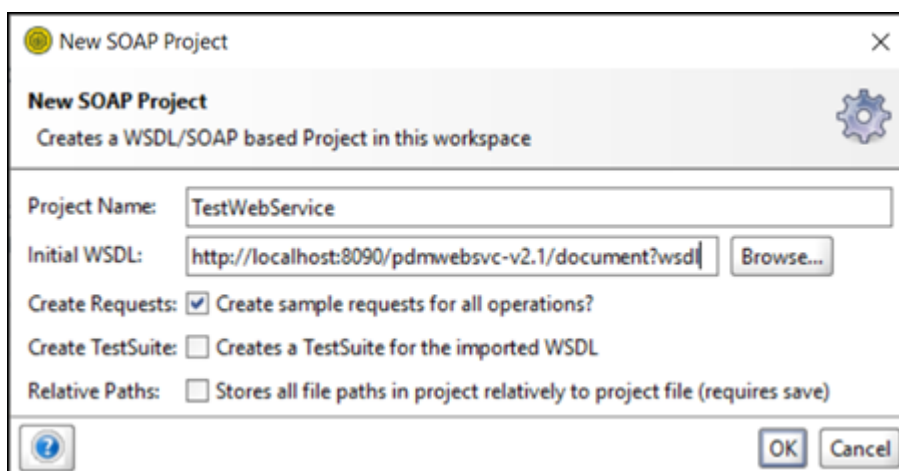 New SOAP Project
New SOAP Project
Creates a WSDL/SOAP based Project in this workspace
Project Name: TestWebService
Initial WSDL: http://localhost:8090/pdmwebsvc-v2.1/document?wsdl Browse...
Create Requests: Create sample requests for all operations?
Create TestSuite: Creates a TestSuite for the imported WSDL
Relative Paths: Stores all file paths in project relatively to project file (requires save)
? OK Cancel